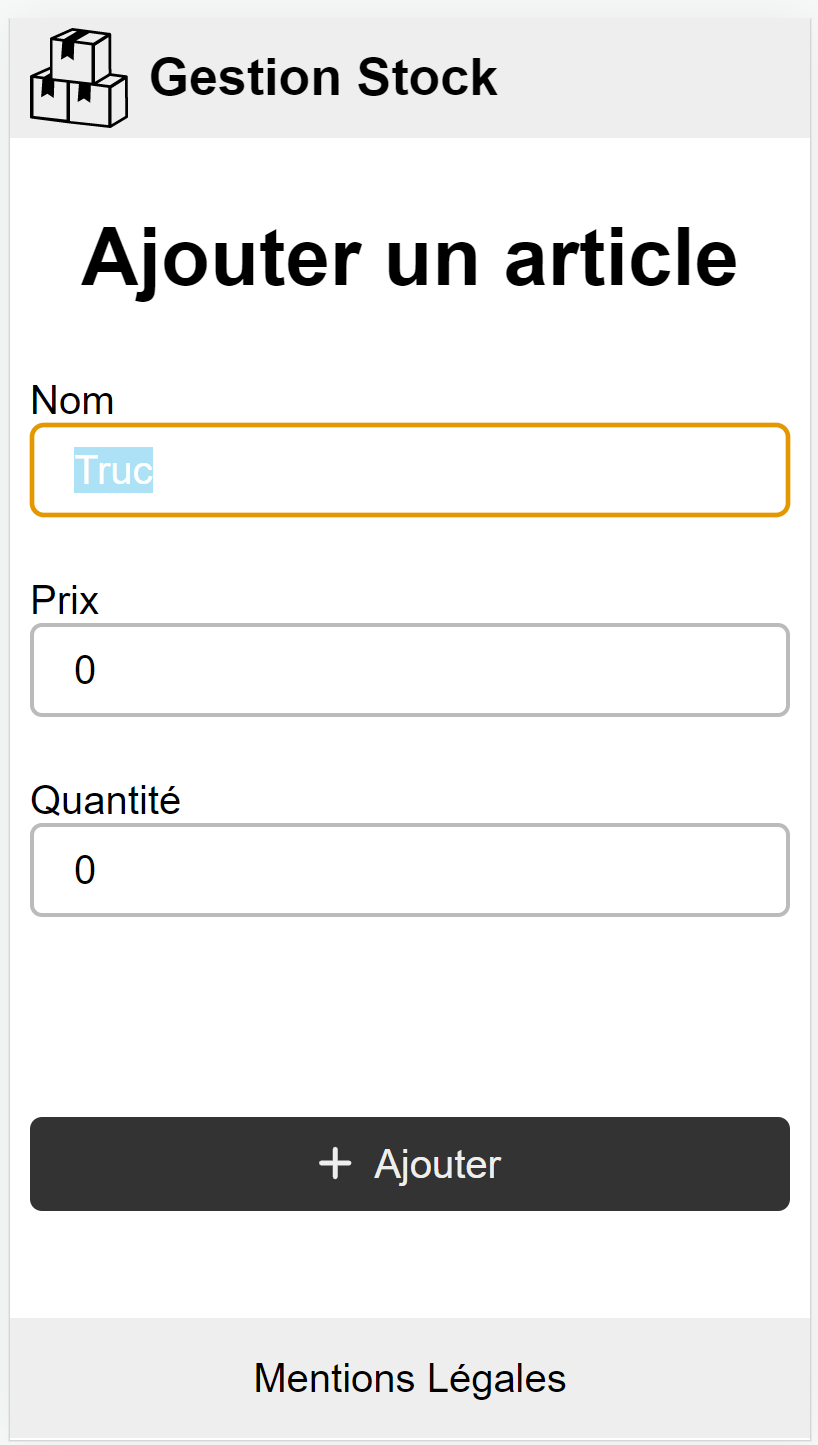 Gestion Stock
Ajouter un article
Nom
Truc
Prix
0
Quantité
0
Ajouter
Mentions Légales